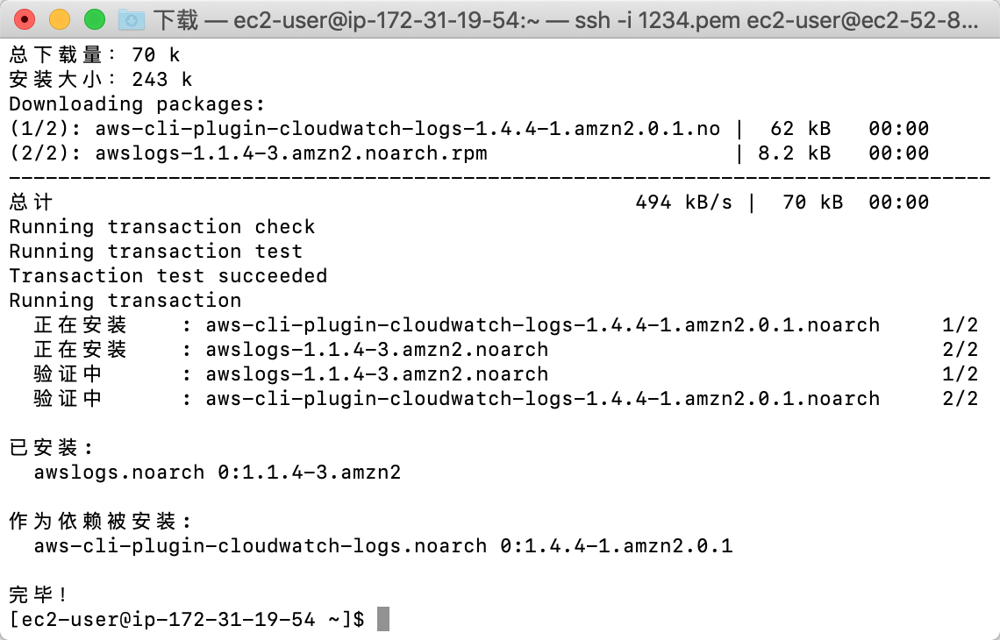 下载 — ec2-user@ip-172-31-19-54:~ — ssh -i 1234.pem ec2-user@ec2-52-8...
总下载量：70 k
安装大小：243 k
Downloading packages:
(1/2): aws-cli-plugin-cloudwatch-logs-1.4.4-1.amzn2.0.1.no |  62 kB   00:00
(2/2): awslogs-1.1.4-3.amzn2.noarch.rpm                    | 8.2 kB   00:00
--------------------------------------------------------------------------------
总计                                               494 kB/s |  70 kB  00:00
Running transaction check
Running transaction test
Transaction test succeeded
Running transaction
  正在安装    : aws-cli-plugin-cloudwatch-logs-1.4.4-1.amzn2.0.1.noarch     1/2
  正在安装    : awslogs-1.1.4-3.amzn2.noarch                                2/2
  验证中      : awslogs-1.1.4-3.amzn2.noarch                                1/2
  验证中      : aws-cli-plugin-cloudwatch-logs-1.4.4-1.amzn2.0.1.noarch     2/2
已安装:
  awslogs.noarch 0:1.1.4-3.amzn2
作为依赖被安装:
  aws-cli-plugin-cloudwatch-logs.noarch 0:1.4.4-1.amzn2.0.1
完毕！
[ec2-user@ip-172-31-19-54 ~]$